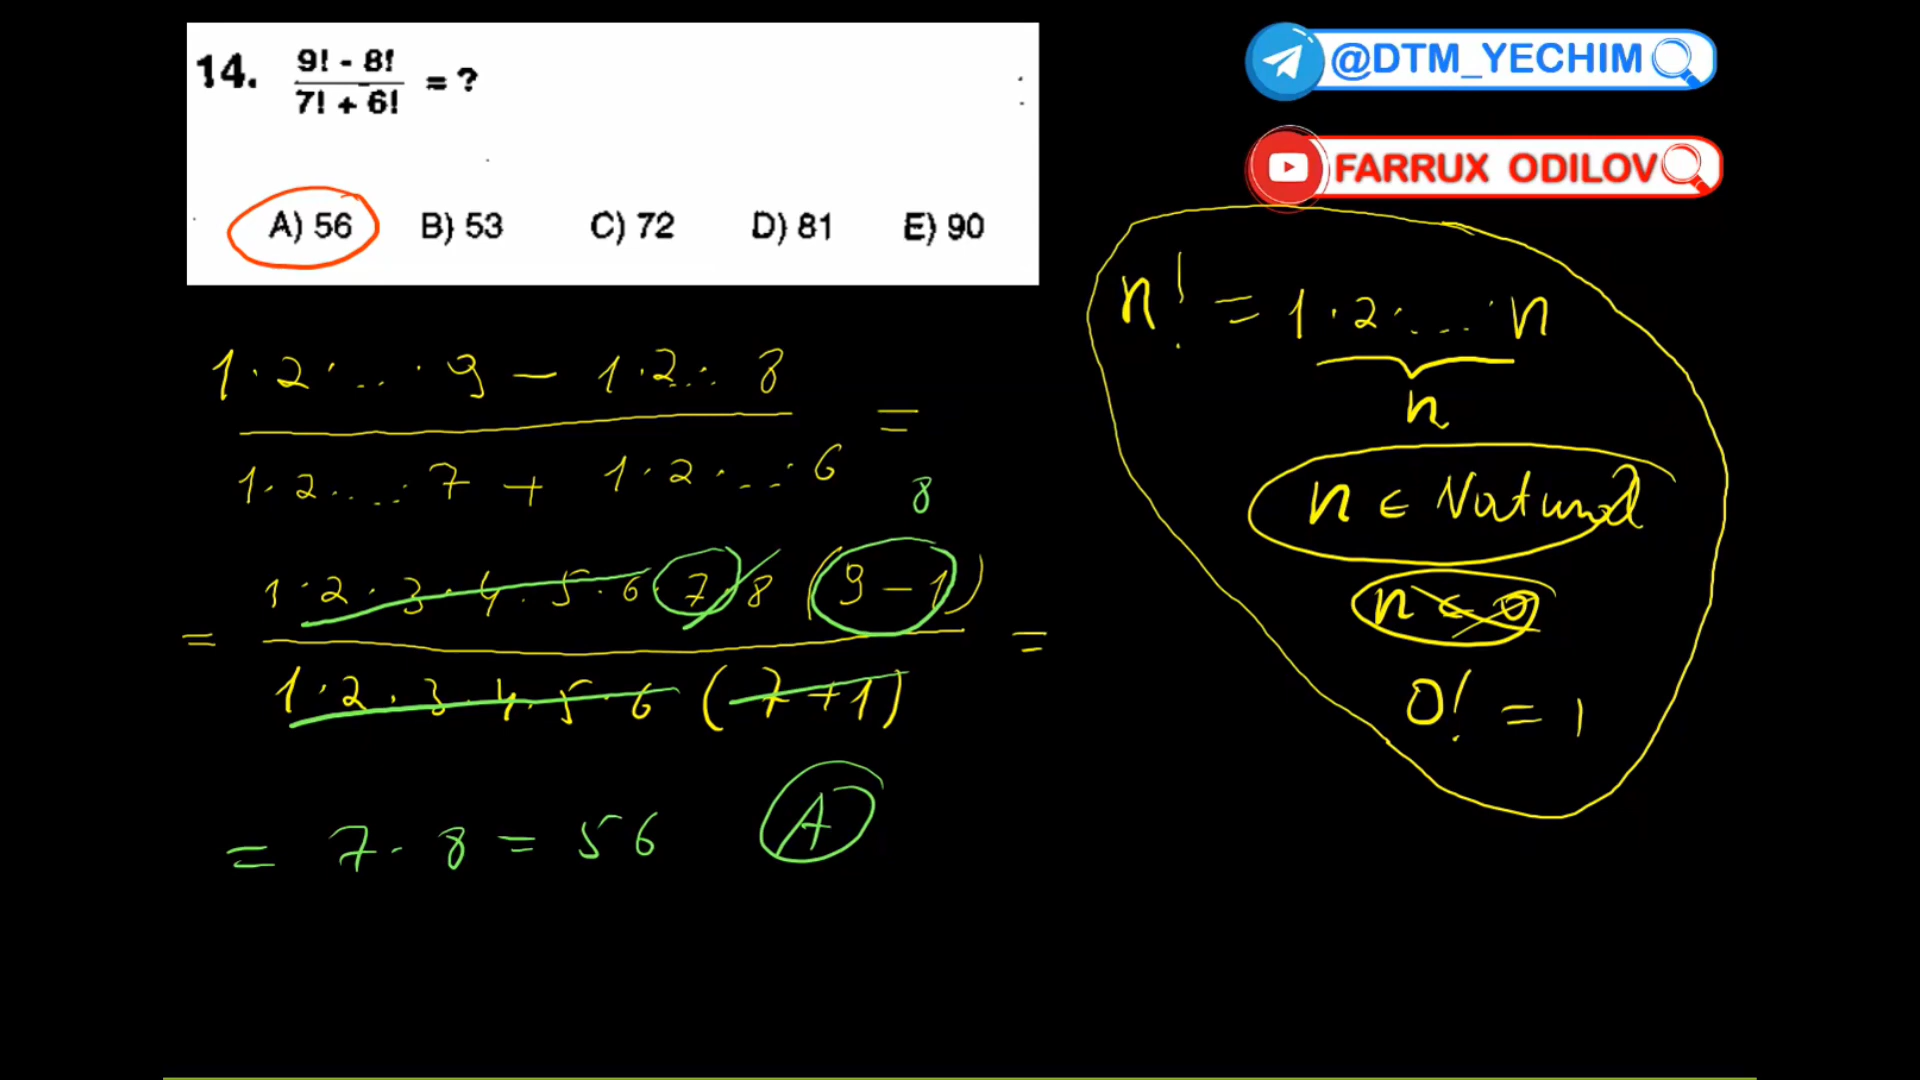 14. 9! - 8! / 7! + 6! = ?
A) 56 B) 53 C) 72 D) 81 E) 90
@DTM_YECHIM
FARRUX ODILOV
1·2·...·9 - 1·2...8
1·2...·7 + 1·2·...·6 =
8
= 1·2·3·4·5·6·7·8 (9-1)
1·2·3·4·5·6 (7+1) =
= 7·8 = 56 A
n! = 1·2·...·n
n
n ∈ Natural
n < 0
0! = 1